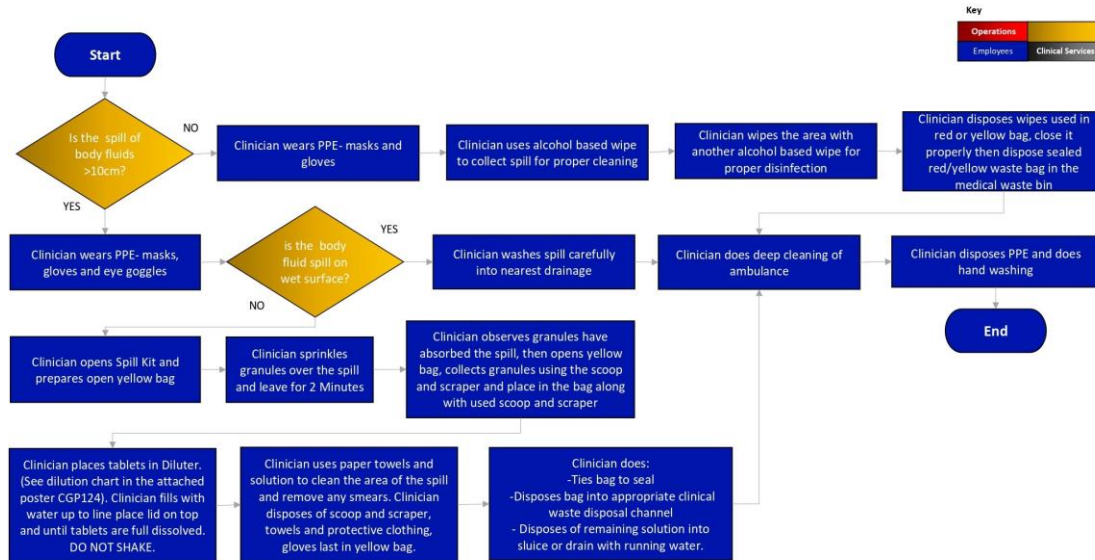 Key
Operations
Employees
Clinical Services
Start
Is the spill of
body fluids
>10cm?
NO
YES
Clinician wears PPE- masks and
gloves
Clinician uses alcohol based wipe
to collect spill for proper cleaning
Clinician wipes the area with
another alcohol based wipe for
proper disinfection
Clinician disposes wipes used in
red or yellow bag, close it
properly then dispose sealed
red/yellow waste bag in the
medical waste bin
Clinician wears PPE- masks,
gloves and eye goggles
is the body
fluid spill on
wet surface?
YES
NO
Clinician washes spill carefully
into nearest drainage
Clinician does deep cleaning of
ambulance
Clinician disposes PPE and does
hand washing
End
Clinician opens Spill Kit and
prepares open yellow bag
Clinician sprinkles
granules over the spill
and leave for 2 Minutes
Clinician observes granules have
absorbed the spill, then opens yellow
bag, collects granules using the scoop
and scraper and place in the bag along
with used scoop and scraper
Clinician places tablets in Diluter.
(See dilution chart in the attached
poster CGP124). Clinician fills with
water up to line place lid on top
and until tablets are full dissolved.
DO NOT SHAKE.
Clinician uses paper towels and
solution to clean the area of the spill
and remove any smears. Clinician
disposes of scoop and scraper,
towels and protective clothing,
gloves last in yellow bag.
Clinician does:
-Ties bag to seal
-Disposes bag into appropriate clinical
waste disposal channel
- Disposes of remaining solution into
sluice or drain with running water.